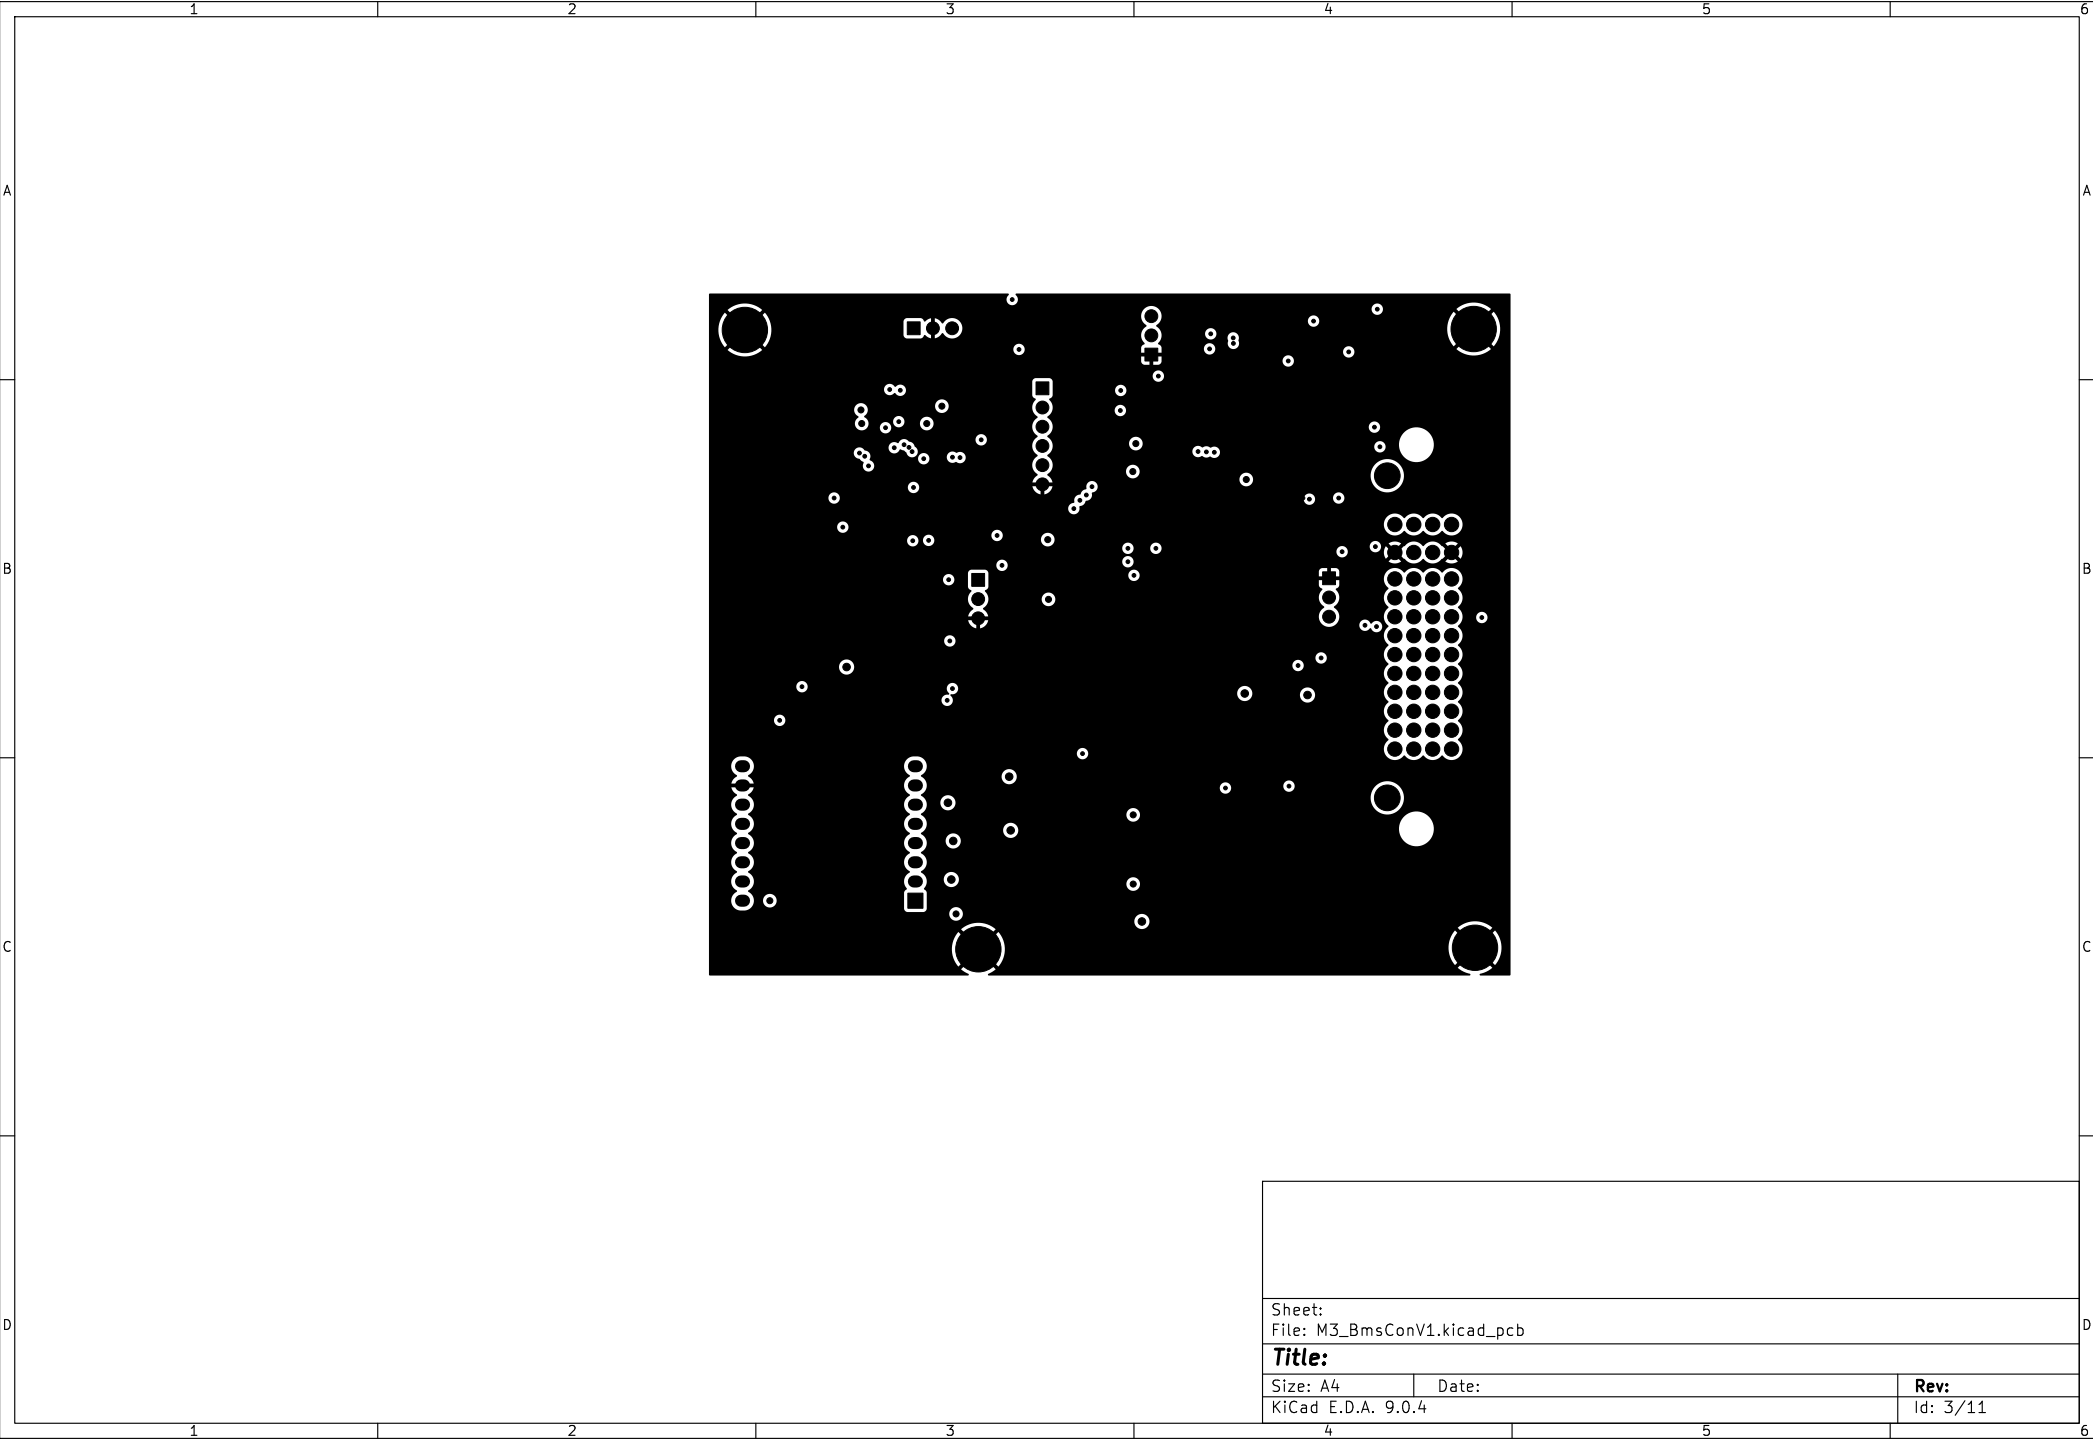 1 2 3 4 5 6
A A
B B
C C
D D
Sheet:
File: M3_BmsConV1.kicad_pcb
Title:
Size: A4 Date: Rev:
KiCad E.D.A. 9.0.4 Id: 3/11
1 2 3 4 5 6